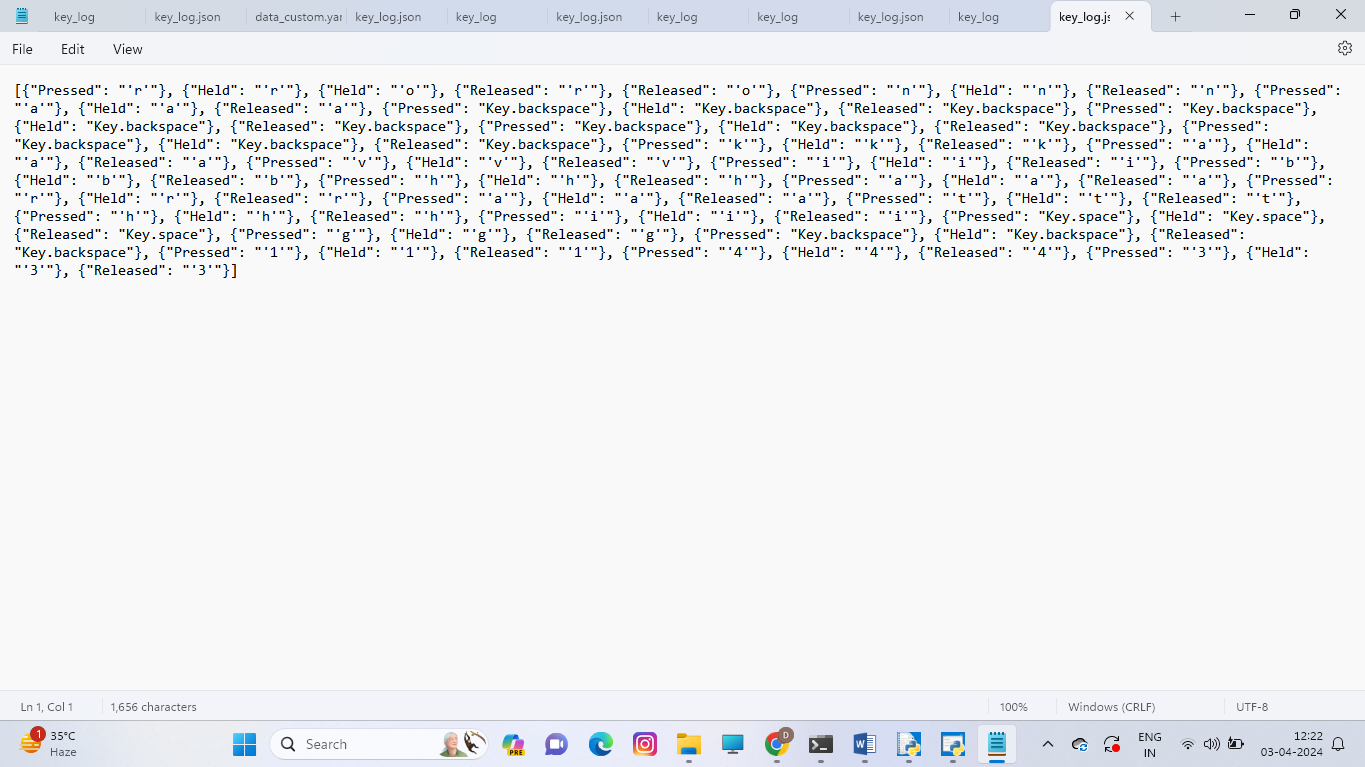 key_log key_log.json data_custom.yar key_log.json key_log key_log.json key_log key_log key_log.json key_log key_log.js
File Edit View
[{"Pressed": "'r'"}, {"Held": "'r'"}, {"Held": "'o'"}, {"Released": "'r'"}, {"Released": "'o'"}, {"Pressed": "'n'"}, {"Held": "'n'"}, {"Released": "'n'"}, {"Pressed":
"'a'"}, {"Held": "'a'"}, {"Released": "'a'"}, {"Pressed": "Key.backspace"}, {"Held": "Key.backspace"}, {"Released": "Key.backspace"}, {"Pressed": "Key.backspace"},
{"Held": "Key.backspace"}, {"Released": "Key.backspace"}, {"Pressed": "Key.backspace"}, {"Held": "Key.backspace"}, {"Released": "Key.backspace"}, {"Pressed":
"Key.backspace"}, {"Held": "Key.backspace"}, {"Released": "Key.backspace"}, {"Pressed": "'k'"}, {"Held": "'k'"}, {"Released": "'k'"}, {"Pressed": "'a'"}, {"Held":
"'a'"}, {"Released": "'a'"}, {"Pressed": "'v'"}, {"Held": "'v'"}, {"Released": "'v'"}, {"Pressed": "'i'"}, {"Held": "'i'"}, {"Released": "'i'"}, {"Pressed": "'b'"},
{"Held": "'b'"}, {"Released": "'b'"}, {"Pressed": "'h'"}, {"Held": "'h'"}, {"Released": "'h'"}, {"Pressed": "'a'"}, {"Held": "'a'"}, {"Released": "'a'"}, {"Pressed":
"'r'"}, {"Held": "'r'"}, {"Released": "'r'"}, {"Pressed": "'a'"}, {"Held": "'a'"}, {"Released": "'a'"}, {"Pressed": "'t'"}, {"Held": "'t'"}, {"Released": "'t'"},
{"Pressed": "'h'"}, {"Held": "'h'"}, {"Released": "'h'"}, {"Pressed": "'i'"}, {"Held": "'i'"}, {"Released": "'i'"}, {"Pressed": "Key.space"}, {"Held": "Key.space"},
{"Released": "Key.space"}, {"Pressed": "'g'"}, {"Held": "'g'"}, {"Released": "'g'"}, {"Pressed": "Key.backspace"}, {"Held": "Key.backspace"}, {"Released":
"Key.backspace"}, {"Pressed": "'1'"}, {"Held": "'1'"}, {"Released": "'1'"}, {"Pressed": "'4'"}, {"Held": "'4'"}, {"Released": "'4'"}, {"Pressed": "'3'"}, {"Held":
"'3'"}, {"Released": "'3'"}]
Ln 1, Col 1 1,656 characters 100% Windows (CRLF) UTF-8
1 35°C Haze
Search
PRE
D
ENG IN
12:22
03-04-2024